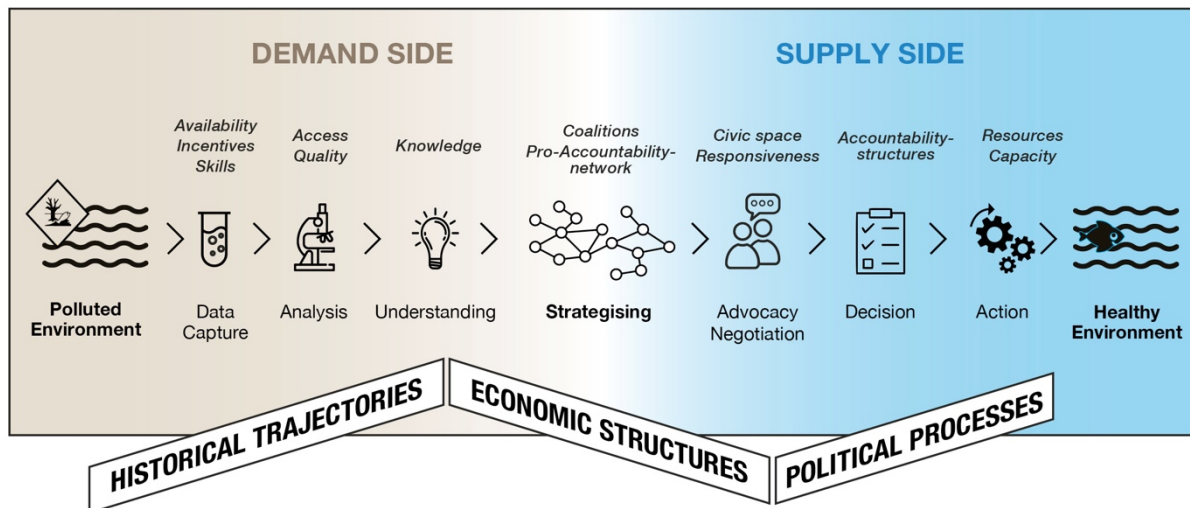 DEMAND SIDE
SUPPLY SIDE
Availability
Incentives
Skills
Access
Quality
Knowledge
Coalitions
Pro-Accountability-
network
Civic space
Responsiveness
Accountability-
structures
Resources
Capacity
Polluted
Environment
Data
Capture
Analysis
Understanding
Strategising
Advocacy
Negotiation
Decision
Action
Healthy
Environment
HISTORICAL TRAJECTORIES
ECONOMIC STRUCTURES
POLITICAL PROCESSES